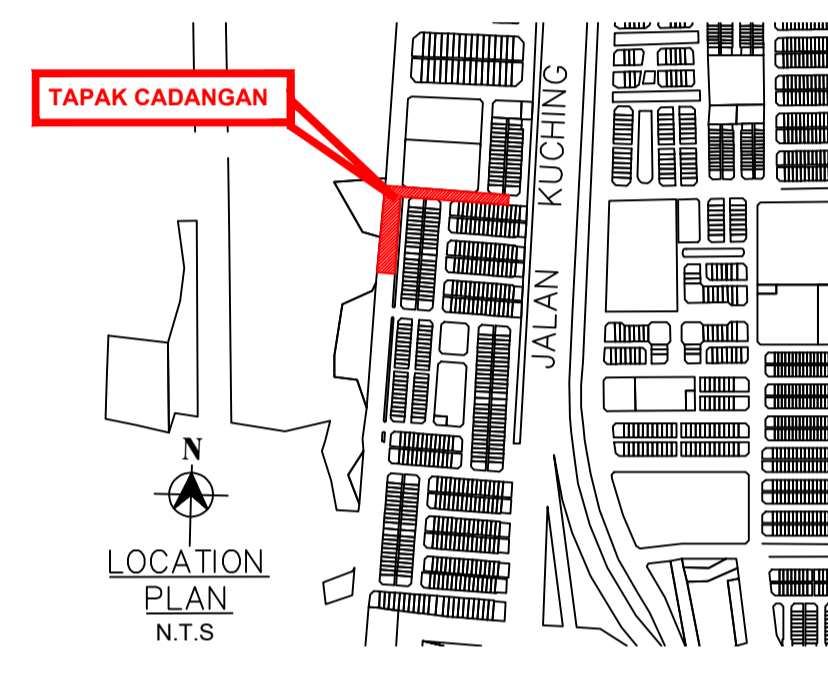 TAPAK CADANGAN
JALAN KUCHING
N
LOCATION
PLAN
N.T.S